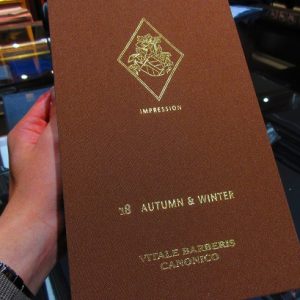 IMPRESSION
18 AUTUMN & WINTER
VITALE BARBERIS
CANONICO